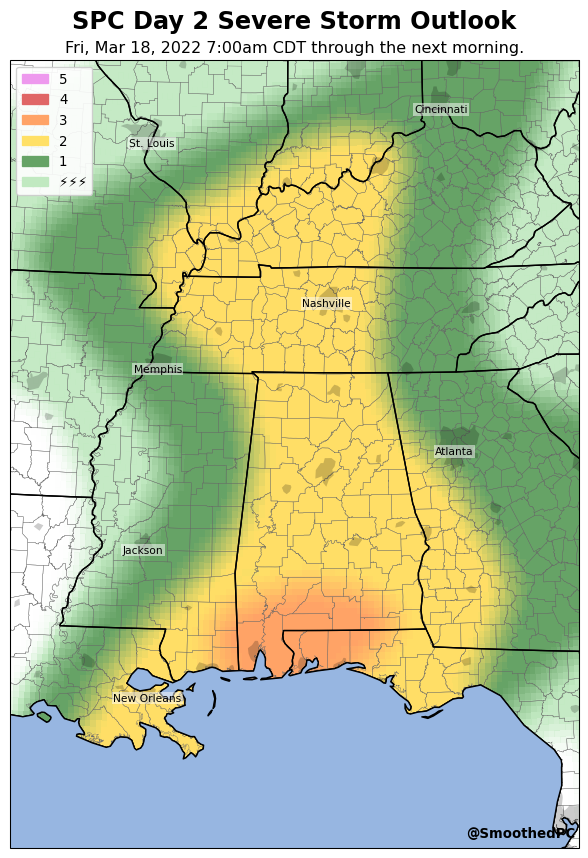 SPC Day 2 Severe Storm Outlook
Fri, Mar 18, 2022 7:00am CDT through the next morning.
5
4
3
2
1
⚡⚡⚡
Cincinnati
St. Louis
Nashville
Memphis
Atlanta
Jackson
New Orleans
@SmoothedPC